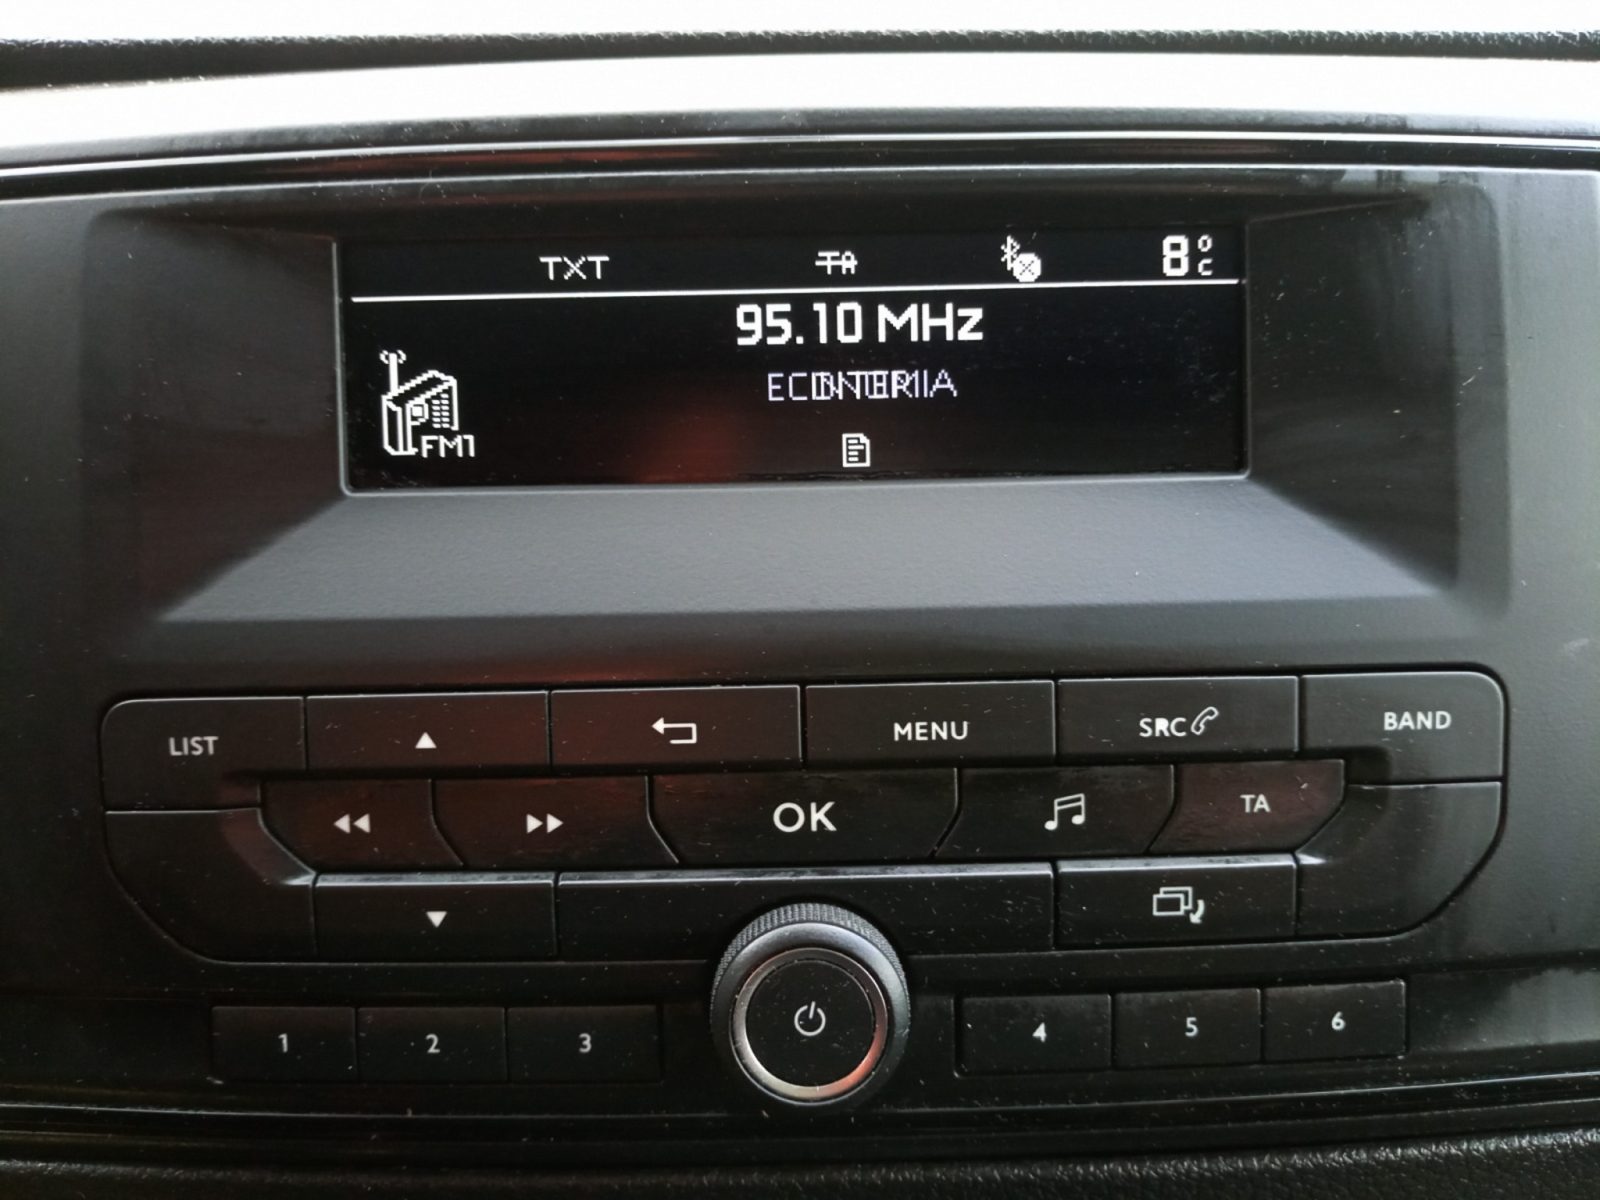 TXT TA 8°C
95.10 MHz
FM1
LIST MENU SRC BAND
OK TA
1 2 3 4 5 6